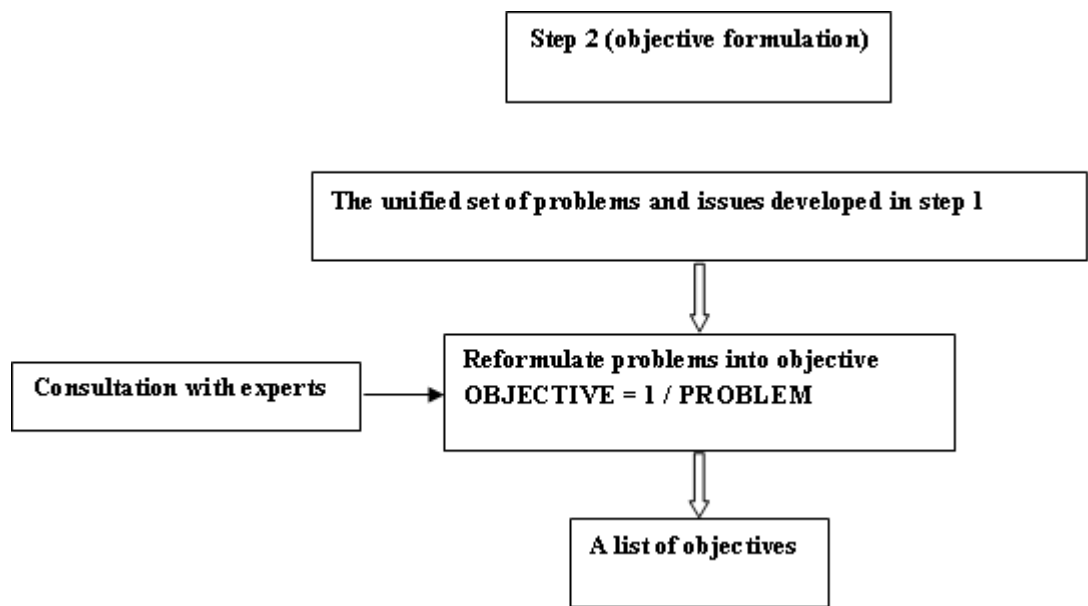 Step 2 (objective formulation)
The unified set of problems and issues developed in step 1
Reformulate problems into objective
OBJECTIVE = 1 / PROBLEM
Consultation with experts
A list of objectives